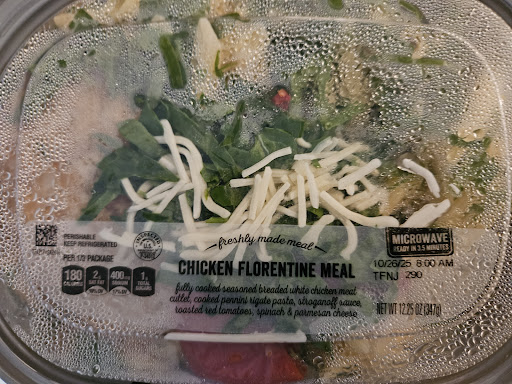 freshly made meal
CHICKEN FLORENTINE MEAL
fully cooked seasoned breaded white chicken meat
cutlet, cooked pennini rigate pasta, stroganoff sauce,
roasted red tomatoes, spinach & parmesan cheese
PERISHABLE
KEEP REFRIGERATED
PER 1/2 PACKAGE
180
CALORIES
400
MICROWAVE
READY IN 3.5 MINUTES
10/26/25 8:00 AM
TFNJ 290
NET WT 12.25 OZ (347g)